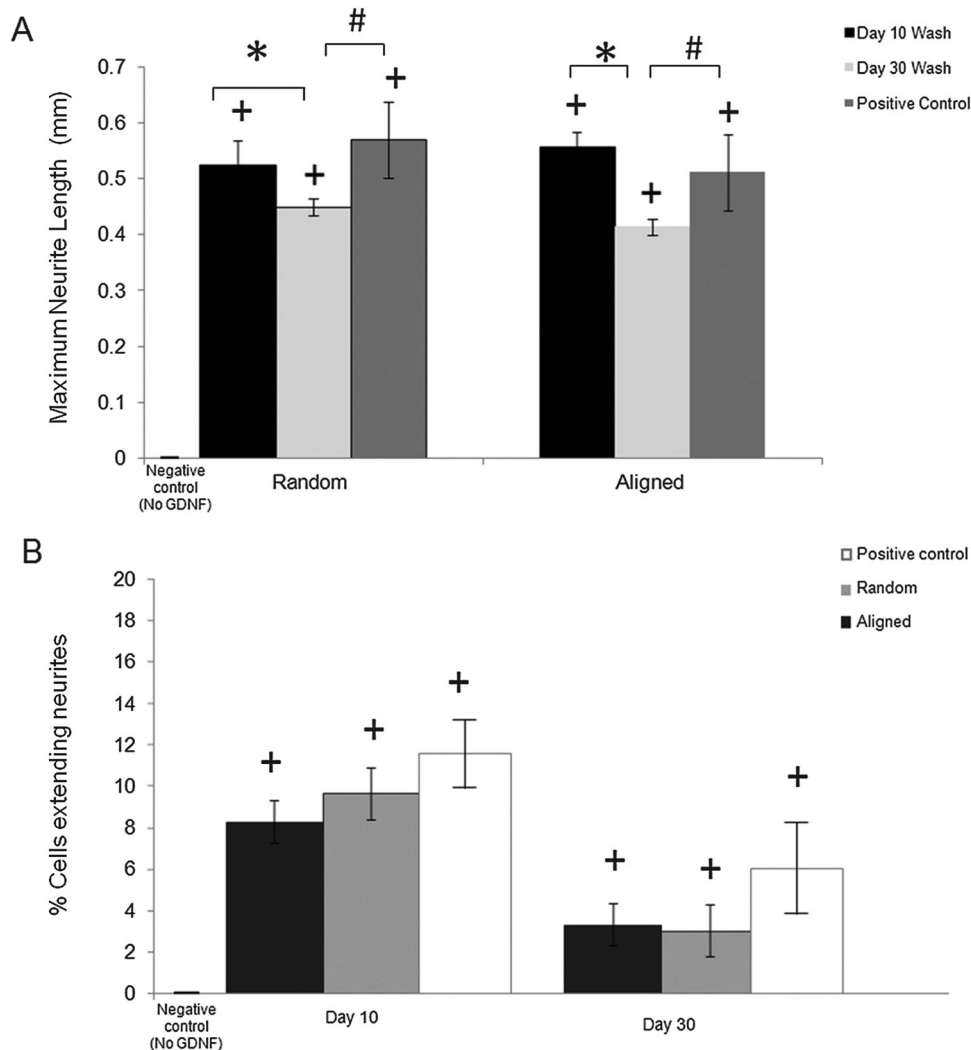 A
* # * #
Day 10 Wash
Day 30 Wash
Positive Control
Maximum Neurite Length (mm)
0.7
0.6
0.5
0.4
0.3
0.2
0.1
0
+ + + + + +
Negative
control
(No GDNF)
Random
Aligned
B
Positive control
Random
Aligned
% Cells extending neurites
20
18
16
14
12
10
8
6
4
2
0
+ + + + + +
Negative
control
(No GDNF)
Day 10
Day 30